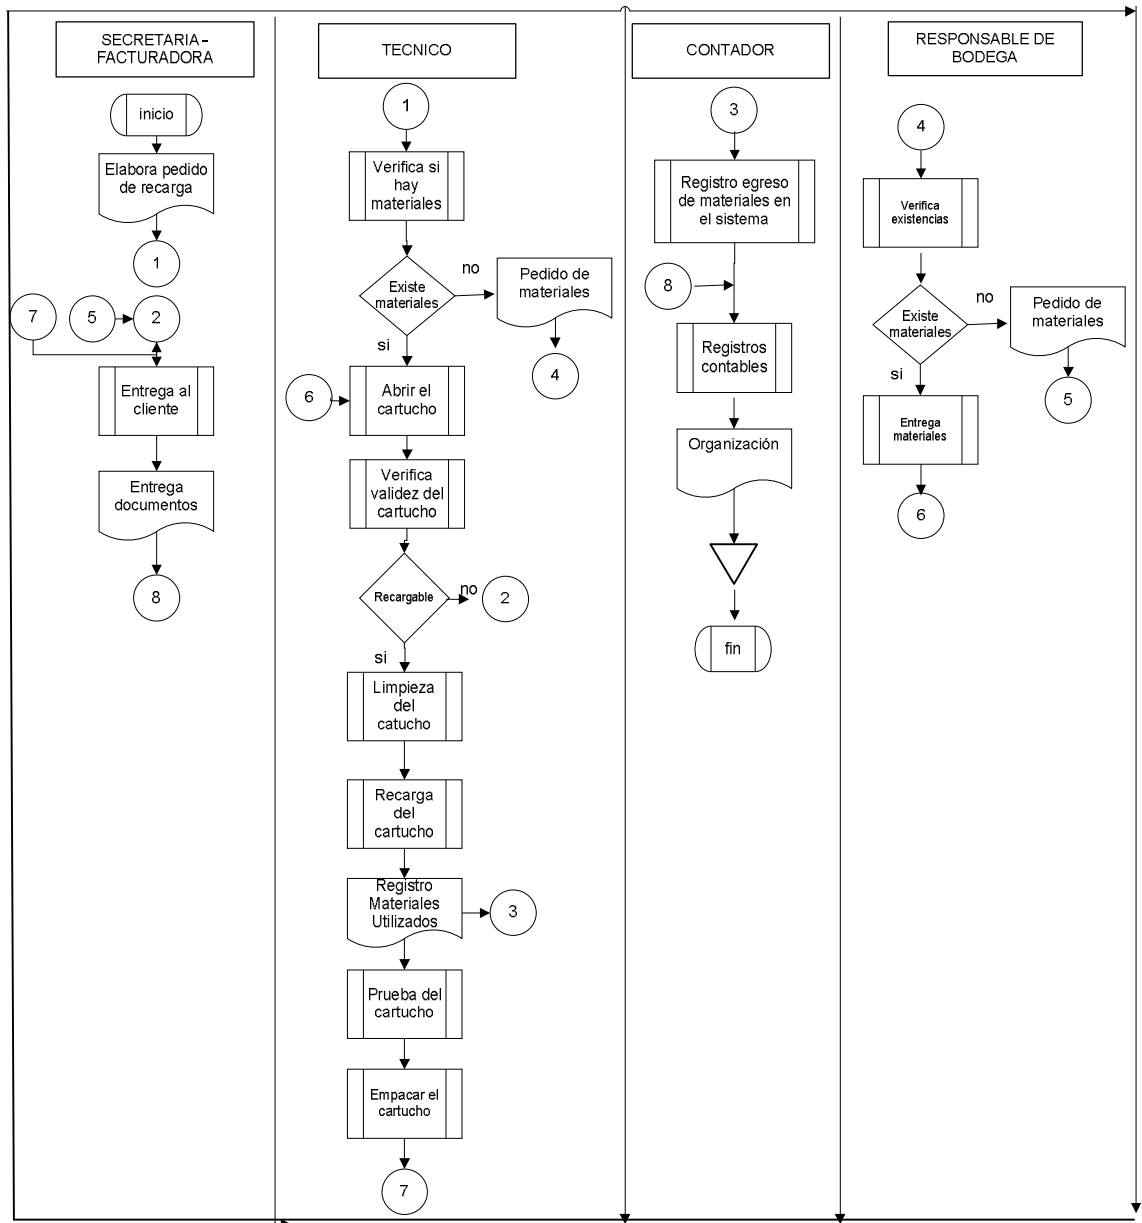 SECRETARIA-
FACTURADORA
inicio
Elabora pedido
de recarga
1
7
5
2
Entrega al
cliente
Entrega
documentos
8
TECNICO
1
Verifica si
hay
materiales
Existe
materiales
no
Pedido de
materiales
4
si
6
Abrir el
cartucho
Verifica
validez del
cartucho
Recargable
no
2
si
Limpieza
del
catucho
Recarga
del
cartucho
Registro
Materiales
Utilizados
3
Prueba del
cartucho
Empacar el
cartucho
7
CONTADOR
3
Registro egreso
de materiales en
el sistema
8
Registros
contables
Organización
fin
RESPONSABLE DE
BODEGA
4
Verifica
existencias
Existe
materiales
no
Pedido de
materiales
5
si
Entrega
materiales
6